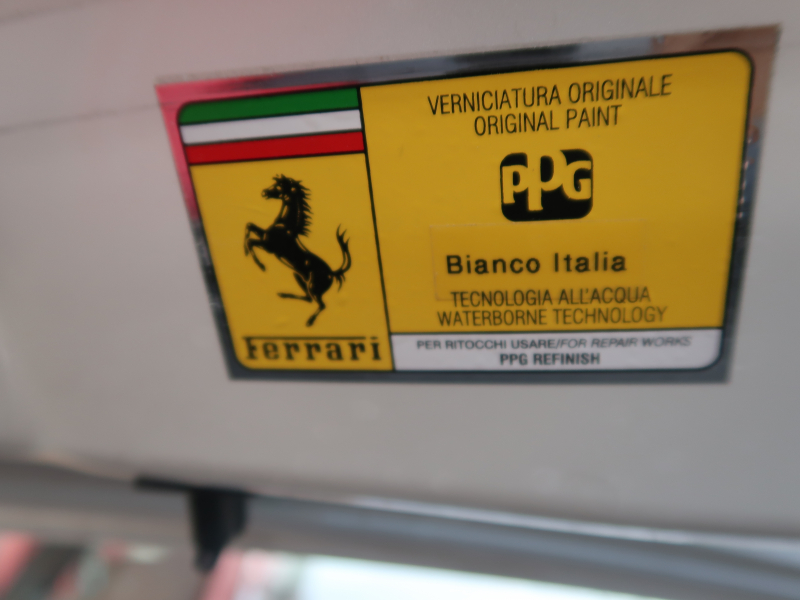 VERNICIATURA ORIGINALE
ORIGINAL PAINT
PPG
Bianco Italia
TECNOLOGIA ALL'ACQUA
WATERBORNE TECHNOLOGY
PER RITOCCHI USARE/FOR REPAIR WORKS
PPG REFINISH
Ferrari